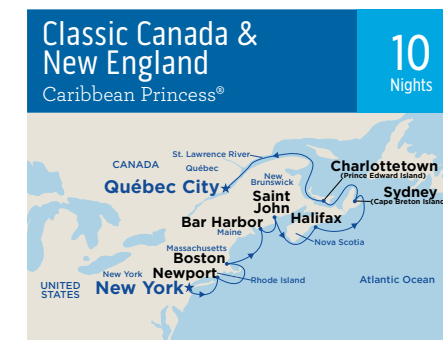 Classic Canada &
New England
Caribbean Princess®
10
Nights
St. Lawrence River
CANADA
Québec
Québec City
New
Brunswick
Charlottetown
(Prince Edward Island)
Saint
John
Sydney
(Cape Breton Island)
Bar Harbor
Halifax
Maine
Nova Scotia
Massachusetts
Boston
New York
Newport
Rhode Island
Atlantic Ocean
UNITED
STATES
New York